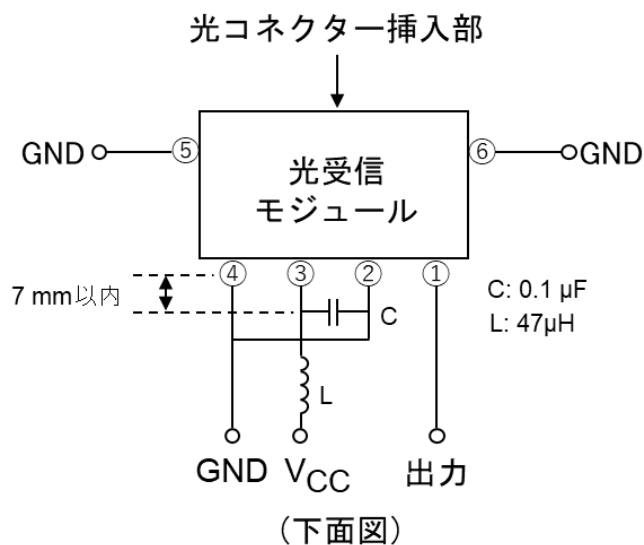 光コネクター挿入部
GND ⑤ 光受信 ⑥ GND
モジュール
④ ③ ② ①
7 mm以内
C
C: 0.1 µF
L: 47µH
L
GND VCC 出力
(下面図)